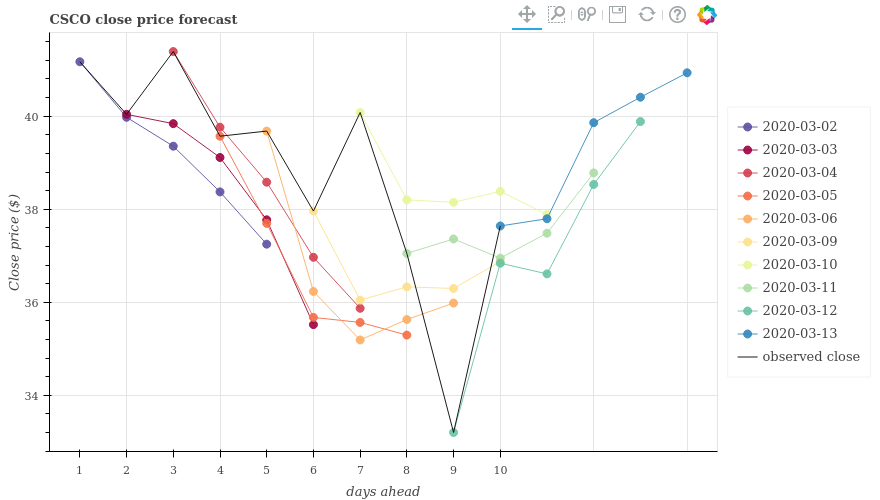 CSCO close price forecast
40
38
36
34
Close price ($)
1 2 3 4 5 6 7 8 9 10
days ahead
2020-03-02
2020-03-03
2020-03-04
2020-03-05
2020-03-06
2020-03-09
2020-03-10
2020-03-11
2020-03-12
2020-03-13
observed close